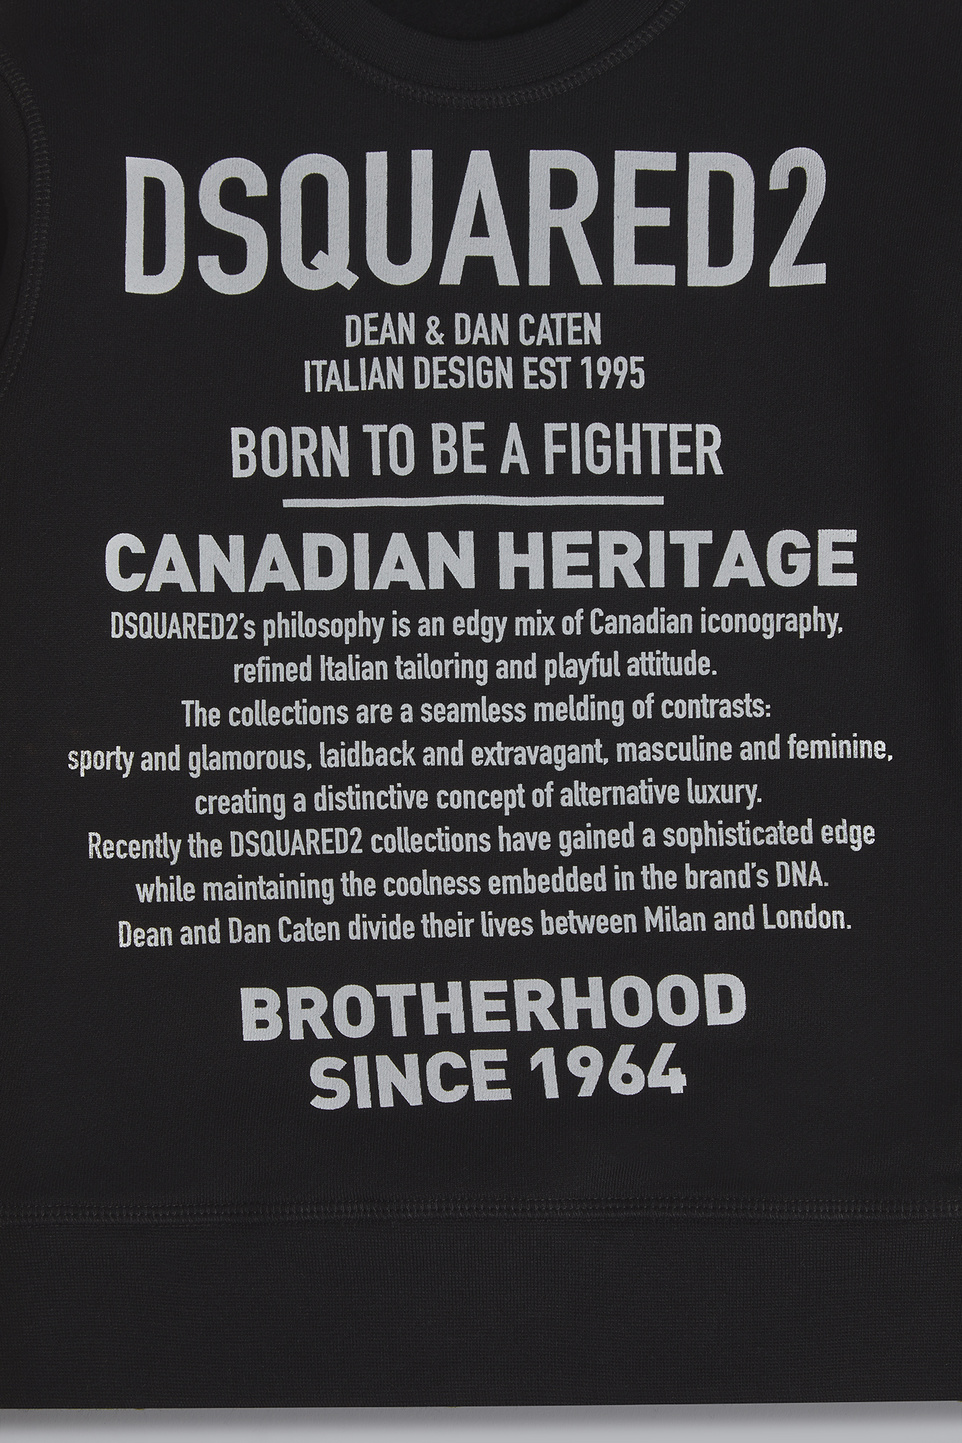 DSQUARED2
DEAN & DAN CATEN
ITALIAN DESIGN EST 1995
BORN TO BE A FIGHTER
CANADIAN HERITAGE
DSQUARED2's philosophy is an edgy mix of Canadian iconography,
refined Italian tailoring and playful attitude.
The collections are a seamless melding of contrasts:
sporty and glamorous, laidback and extravagant, masculine and feminine,
creating a distinctive concept of alternative luxury.
Recently the DSQUARED2 collections have gained a sophisticated edge
while maintaining the coolness embedded in the brand's DNA.
Dean and Dan Caten divide their lives between Milan and London.
BROTHERHOOD
SINCE 1964